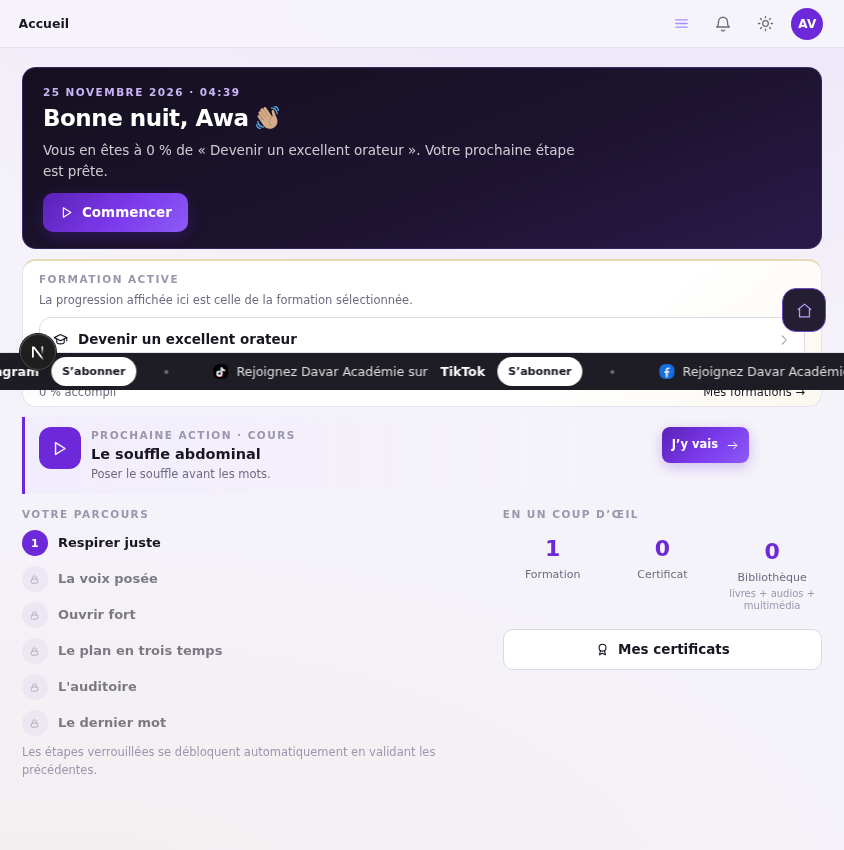 Accueil
AV
25 NOVEMBRE 2026 · 04:39
Bonne nuit, Awa 👋🏼
Vous en êtes à 0 % de « Devenir un excellent orateur ». Votre prochaine étape
est prête.
Commencer
FORMATION ACTIVE
La progression affichée ici est celle de la formation sélectionnée.
Devenir un excellent orateur
N
S’abonner
•
Rejoignez Davar Académie sur TikTok
S’abonner
•
Rejoignez Davar
0 % accompli
Mes formations →
PROCHAINE ACTION · COURS
Le souffle abdominal
Poser le souffle avant les mots.
J’y vais →
VOTRE PARCOURS
1 Respirer juste
La voix posée
Ouvrir fort
Le plan en trois temps
L'auditoire
Le dernier mot
Les étapes verrouillées se débloquent automatiquement en validant les
précédentes.
EN UN COUP D’ŒIL
1
Formation
0
Certificat
0
Bibliothèque
livres + audios +
multimédia
Mes certificats